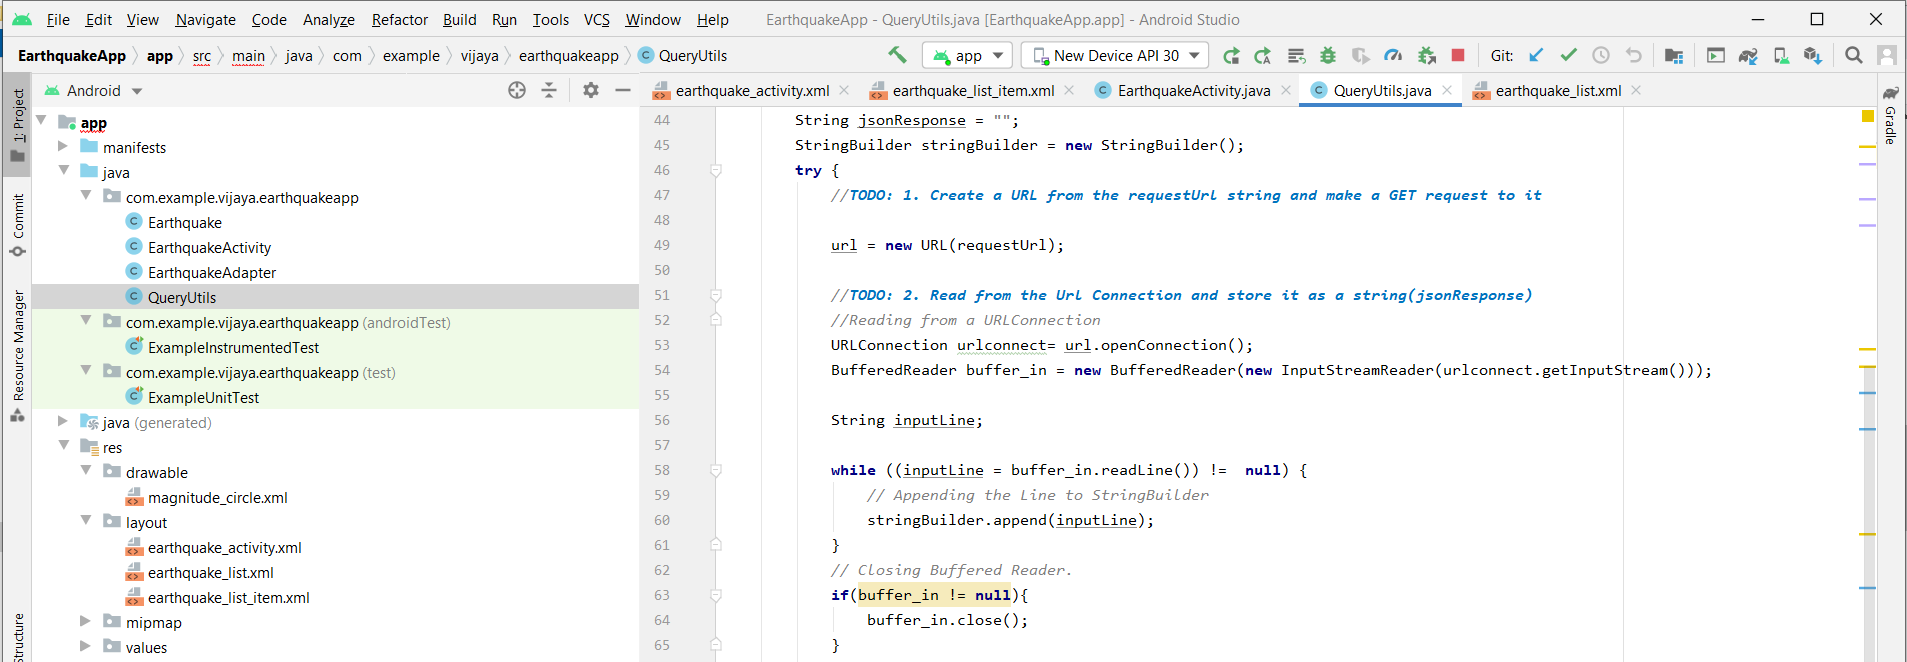 File Edit View Navigate Code Analyze Refactor Build Run Tools VCS Window Help EarthquakeApp - QueryUtils.java [EarthquakeApp.app] - Android Studio
EarthquakeApp app src main java com example vijaya earthquakeapp C QueryUtils app New Device API 30 Git:
Android
earthquake_activity.xml earthquake_list_item.xml C EarthquakeActivity.java C QueryUtils.java earthquake_list.xml
1: Project
Commit
Resource Manager
Structure
app
manifests
java
com.example.vijaya.earthquakeapp
C Earthquake
C EarthquakeActivity
C EarthquakeAdapter
C QueryUtils
com.example.vijaya.earthquakeapp (androidTest)
C ExampleInstrumentedTest
com.example.vijaya.earthquakeapp (test)
C ExampleUnitTest
java (generated)
res
drawable
magnitude_circle.xml
layout
earthquake_activity.xml
earthquake_list.xml
earthquake_list_item.xml
mipmap
values
44 String jsonResponse = "";
45 StringBuilder stringBuilder = new StringBuilder();
46 try {
47 //TODO: 1. Create a URL from the requestUrl string and make a GET request to it
48
49 url = new URL(requestUrl);
50
51 //TODO: 2. Read from the Url Connection and store it as a string(jsonResponse)
52 //Reading from a URLConnection
53 URLConnection urlconnect= url.openConnection();
54 BufferedReader buffer_in = new BufferedReader(new InputStreamReader(urlconnect.getInputStream()));
55
56 String inputLine;
57
58 while ((inputLine = buffer_in.readLine()) != null) {
59 // Appending the Line to StringBuilder
60 stringBuilder.append(inputLine);
61 }
62 // Closing Buffered Reader.
63 if(buffer_in != null){
64 buffer_in.close();
65 }
Gradle